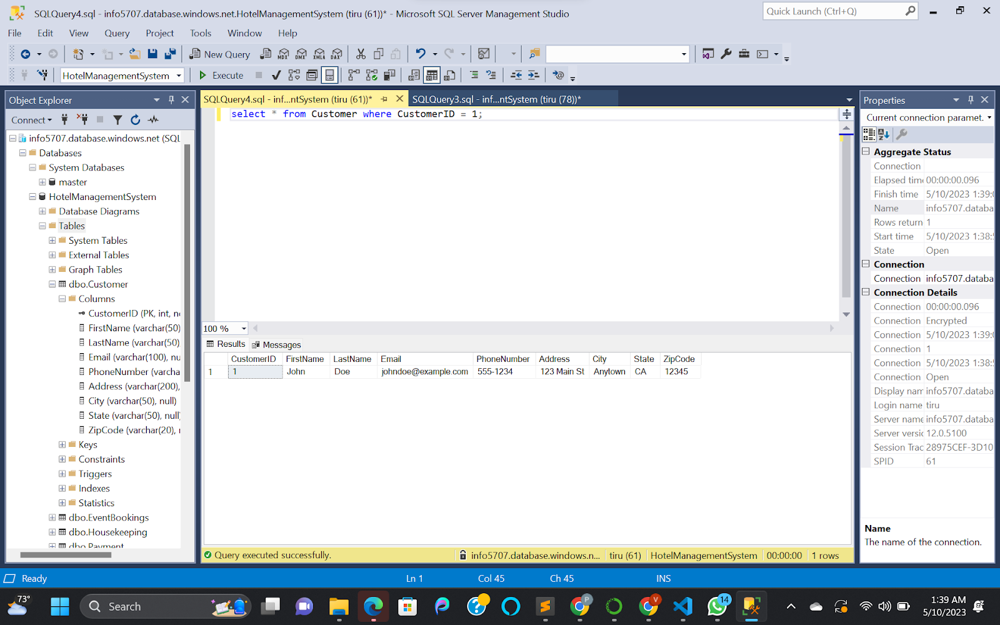 SQLQuery4.sql - info5707.database.windows.net.HotelManagementSystem (tiru (61))* - Microsoft SQL Server Management Studio
Quick Launch (Ctrl+Q)
File Edit View Query Project Tools Window Help
New Query MDX DMX XMLA DAX
HotelManagementSystem Execute
Object Explorer
Connect
info5707.database.windows.net (SQL
Databases
System Databases
master
HotelManagementSystem
Database Diagrams
Tables
System Tables
External Tables
Graph Tables
dbo.Customer
Columns
CustomerID (PK, int, n
FirstName (varchar(50)
LastName (varchar(50),
Email (varchar(100), nu
PhoneNumber (varcha
Address (varchar(200),
City (varchar(50), null)
State (varchar(50), null
ZipCode (varchar(20), r
Keys
Constraints
Triggers
Indexes
Statistics
dbo.EventBookings
dbo.Housekeeping
dbo.Payment
SQLQuery4.sql - inf...ntSystem (tiru (61))* SQLQuery3.sql - inf...ntSystem (tiru (78))*
select * from Customer where CustomerID = 1;
100 %
Results Messages
CustomerID FirstName LastName Email PhoneNumber Address City State ZipCode
1 1 John Doe johndoe@example.com 555-1234 123 Main St Anytown CA 12345
Query executed successfully. info5707.database.windows.n... tiru (61) HotelManagementSystem 00:00:00 1 rows
Properties
Current connection paramet.
Aggregate Status
Connection
Elapsed time 00:00:00.096
Finish time 5/10/2023 1:39:0
Name info5707.databa
Rows return 1
Start time 5/10/2023 1:38:5
State Open
Connection
Connection info5707.databa
Connection Details
Connection 00:00:00.096
Connection Encrypted
Connection 5/10/2023 1:39:0
Connection 1
Connection 5/10/2023 1:38:5
Connection Open
Display nam info5707.databa
Login name tiru
Server name info5707.databa
Server versic 12.0.5100
Session Trac 28975CEF-3D10
SPID 61
Name
The name of the connection.
Ready Ln 1 Col 45 Ch 45 INS
73° Search P V 14 1:39 AM
5/10/2023